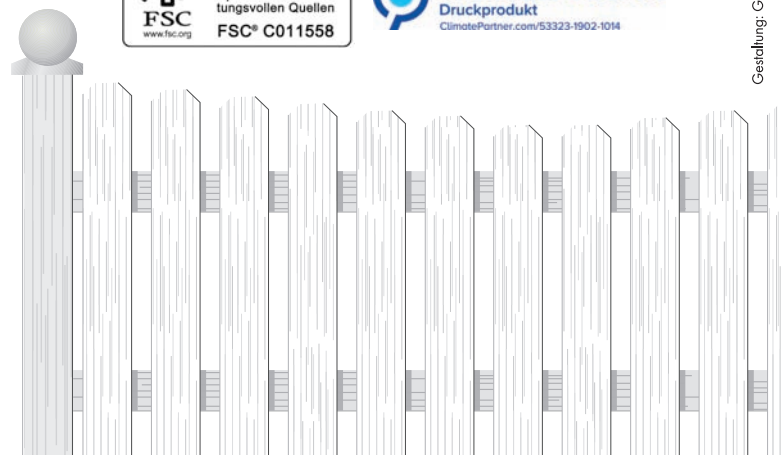 tungsvollen Quellen
FSC
www.fsc.org
FSC® C011558
Druckprodukt
ClimatePartner.com/53323-1902-1014
Gestaltung: G